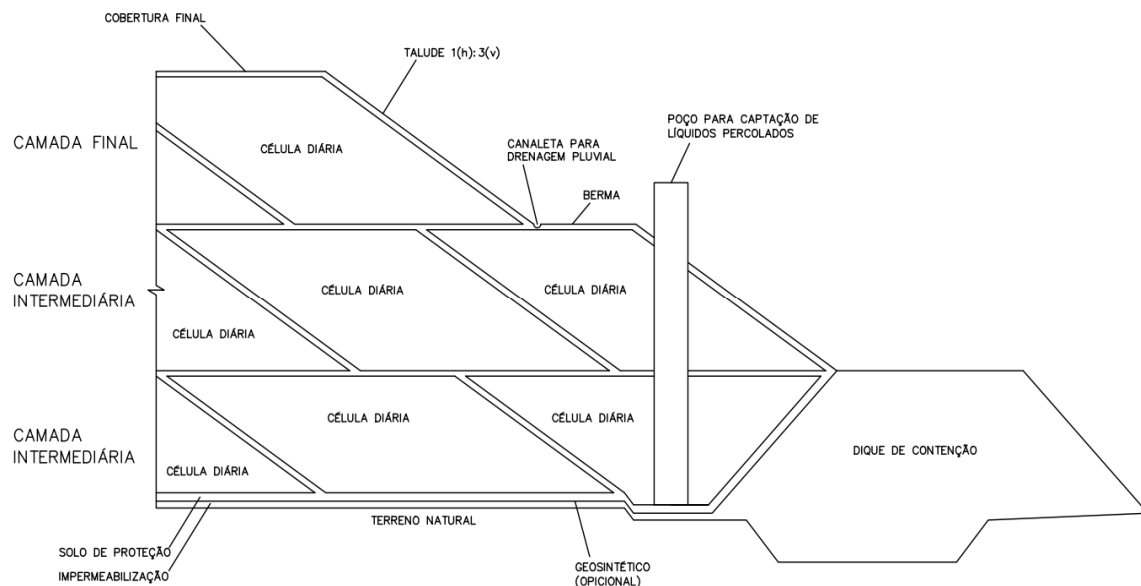 COBERTURA FINAL
TALUDE 1(h):3(v)
POÇO PARA CAPTAÇÃO DE
LÍQUIDOS PERCOLADOS
CAMADA FINAL
CÉLULA DIÁRIA
CANALETA PARA
DRENAGEM PLUVIAL
BERMA
CAMADA
INTERMEDIÁRIA
CÉLULA DIÁRIA
CÉLULA DIÁRIA
CÉLULA DIÁRIA
CAMADA
INTERMEDIÁRIA
CÉLULA DIÁRIA
CÉLULA DIÁRIA
CÉLULA DIÁRIA
DIQUE DE CONTENÇÃO
TERRENO NATURAL
SOLO DE PROTEÇÃO
IMPERMEABILIZAÇÃO
GEOSINTÉTICO
(OPICIONAL)